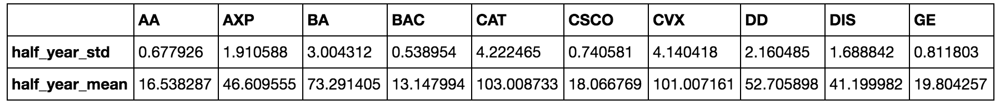 AA AXP BA BAC CAT CSCO CVX DD DIS GE
half_year_std 0.677926 1.910588 3.004312 0.538954 4.222465 0.740581 4.140418 2.160485 1.688842 0.811803
half_year_mean 16.538287 46.609555 73.291405 13.147994 103.008733 18.066769 101.007161 52.705898 41.199982 19.804257